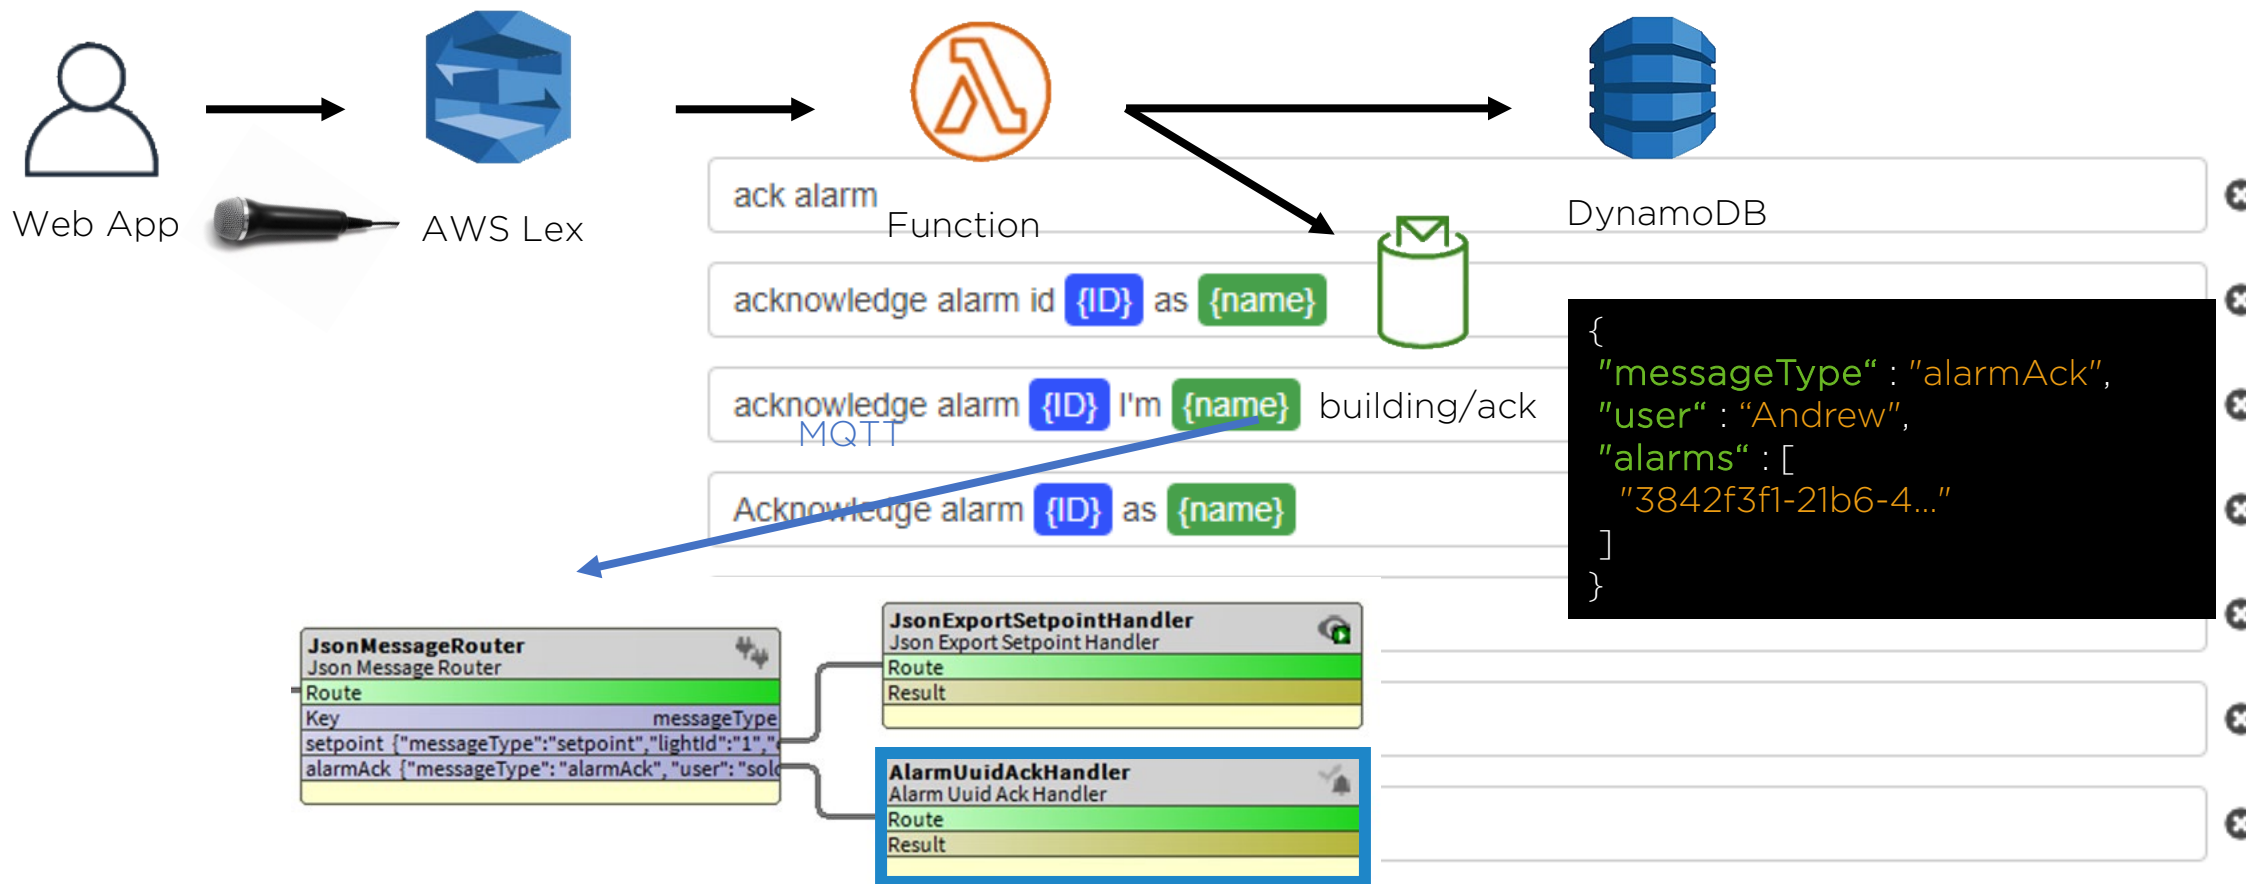 Web App
AWS Lex
Function
DynamoDB
ack alarm
acknowledge alarm id {ID} as {name}
acknowledge alarm {ID} I'm {name}
building/ack
MQTT
Acknowledge alarm {ID} as {name}
{
"messageType“ : "alarmAck",
"user“ : “Andrew",
"alarms“ : [
"3842f3f1-21b6-4..."
]
}
JsonMessageRouter
Json Message Router
Route
Key messageType
setpoint {"messageType":"setpoint","lightId":"1","
alarmAck {"messageType":"alarmAck","user":"solo
JsonExportSetpointHandler
Json Export Setpoint Handler
Route
Result
AlarmUuidAckHandler
Alarm Uuid Ack Handler
Route
Result